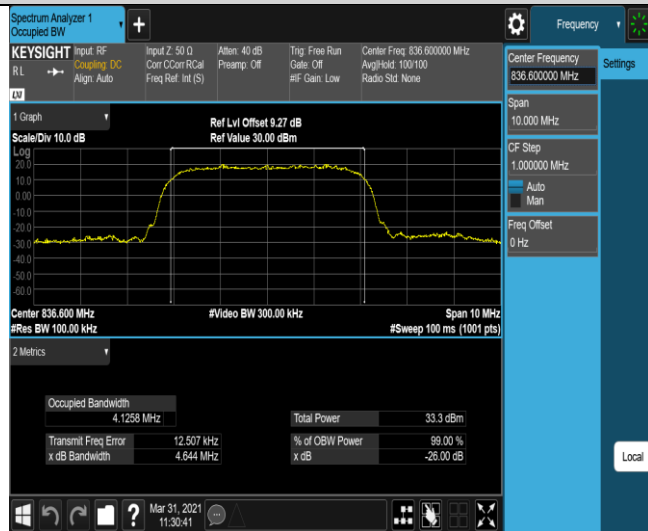 Spectrum Analyzer 1
Occupied BW
Frequency
KEYSIGHT
R L
LXI
Input: RF
Coupling: DC
Align: Auto
Input Z: 50 Ω
Corr CCorr RCal
Freq Ref: Int (S)
Atten: 40 dB
Preamp: Off
Trig: Free Run
Gate: Off
#IF Gain: Low
Center Freq: 836.600000 MHz
Avg|Hold: 100/100
Radio Std: None
Center Frequency
836.600000 MHz
Settings
Span
10.000 MHz
CF Step
1.000000 MHz
Auto
Man
Freq Offset
0 Hz
Local
1 Graph
Scale/Div 10.0 dB
Ref Lvl Offset 9.27 dB
Ref Value 30.00 dBm
Log
20.0
10.0
0.00
-10.0
-20.0
-30.0
-40.0
-50.0
-60.0
Center 836.600 MHz
#Res BW 100.00 kHz
#Video BW 300.00 kHz
Span 10 MHz
#Sweep 100 ms (1001 pts)
2 Metrics
Occupied Bandwidth
4.1258 MHz
Total Power 33.3 dBm
Transmit Freq Error 12.507 kHz
% of OBW Power 99.00 %
x dB Bandwidth 4.644 MHz
x dB -26.00 dB
?
Mar 31, 2021
11:30:41